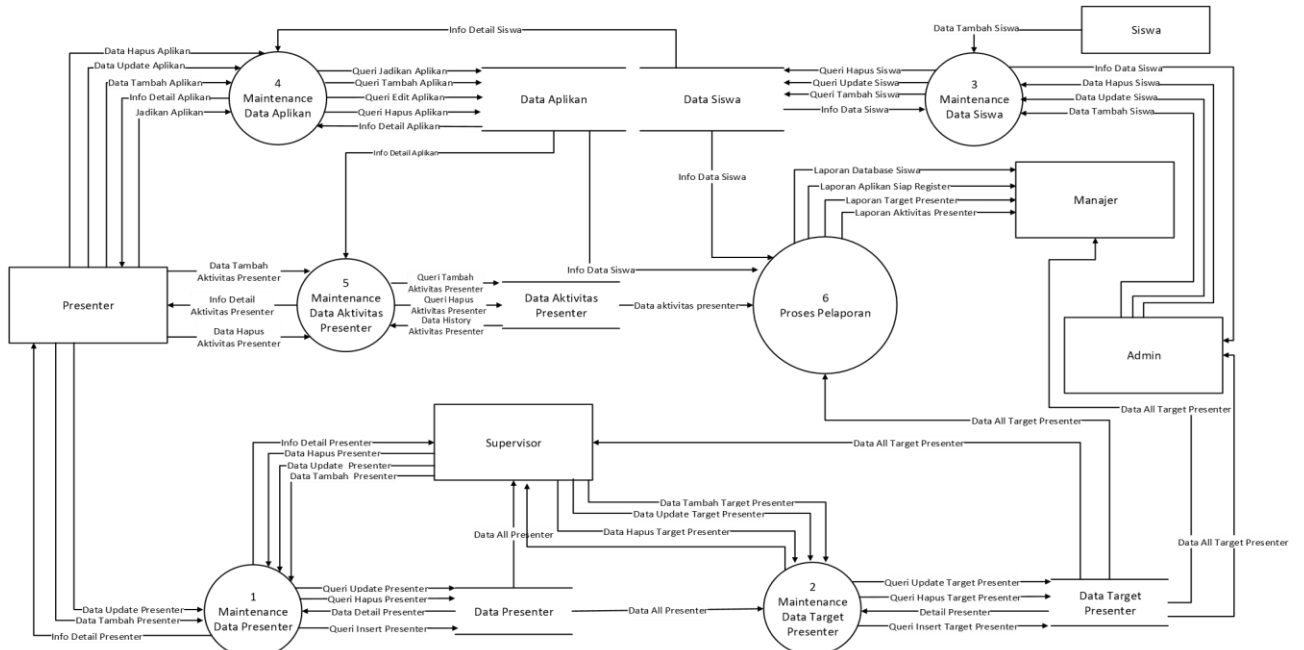 Info Detail Siswa
Data Tambah Siswa
Siswa
Data Hapus Aplikan
Data Update Aplikan
Data Tambah Aplikan
Info Detail Aplikan
Jadikan Aplikan
4
Maintenance
Data Aplikan
Queri Jadikan Aplikan
Queri Tambah Aplikan
Queri Edit Aplikan
Queri Hapus Aplikan
Info Detail Aplikan
Data Aplikan
Data Siswa
Queri Hapus Siswa
Queri Update Siswa
Queri Tambah Siswa
Info Data Siswa
3
Maintenance
Data Siswa
Info Data Siswa
Data Hapus Siswa
Data Update Siswa
Data Tambah Siswa
Info Detail Aplikan
Info Data Siswa
Laporan Database Siswa
Laporan Aplikan Siap Register
Laporan Target Presenter
Laporan Aktivitas Presenter
Manajer
Presenter
Data Tambah
Aktivitas Presenter
Info Detail
Aktivitas Presenter
Data Hapus
Aktivitas Presenter
5
Maintenance
Data Aktivitas
Presenter
Queri Tambah
Aktivitas Presenter
Queri Hapus
Aktivitas Presenter
Data History
Aktivitas Presenter
Data Aktivitas
Presenter
Info Data Siswa
Data aktivitas presenter
6
Proses Pelaporan
Admin
Data All Target Presenter
Data All Target Presenter
Data All Target Presenter
Data All Target Presenter
Supervisor
Info Detail Presenter
Data Hapus Presenter
Data Update Presenter
Data Tambah Presenter
Data Tambah Target Presenter
Data Update Target Presenter
Data Hapus Target Presenter
Data All Presenter
Data Update Presenter
Data Tambah Presenter
Info Detail Presenter
1
Maintenance
Data Presenter
Queri Update Presenter
Queri Hapus Presenter
Data Detail Presenter
Queri Insert Presenter
Data Presenter
Data All Presenter
2
Maintenance
Data Target
Presenter
Queri Update Target Presenter
Queri Hapus Target Presenter
Detail Presenter
Queri Insert Target Presenter
Data Target
Presenter